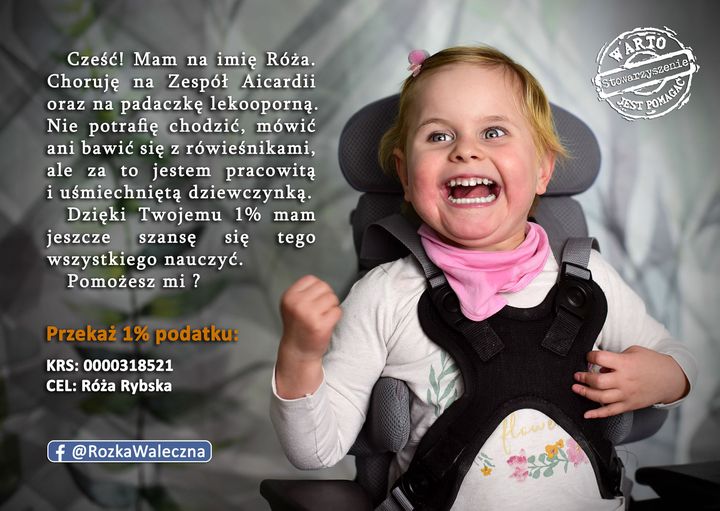 Cześć! Mam na imię Róża.
Choruję na Zespół Aicardii
oraz na padaczkę lekooporną.
Nie potrafię chodzić, mówić
ani bawić się z rówieśnikami,
ale za to jestem pracowitą
i uśmiechniętą dziewczynką.
Dzięki Twojemu 1% mam
jeszcze szansę się tego
wszystkiego nauczyć.
Pomożesz mi ?
Przekaż 1% podatku:
KRS: 0000318521
CEL: Róża Rybska
f @RozkaWaleczna
WARTO
Stowarzyszenie
JEST POMAGAĆ
flowe